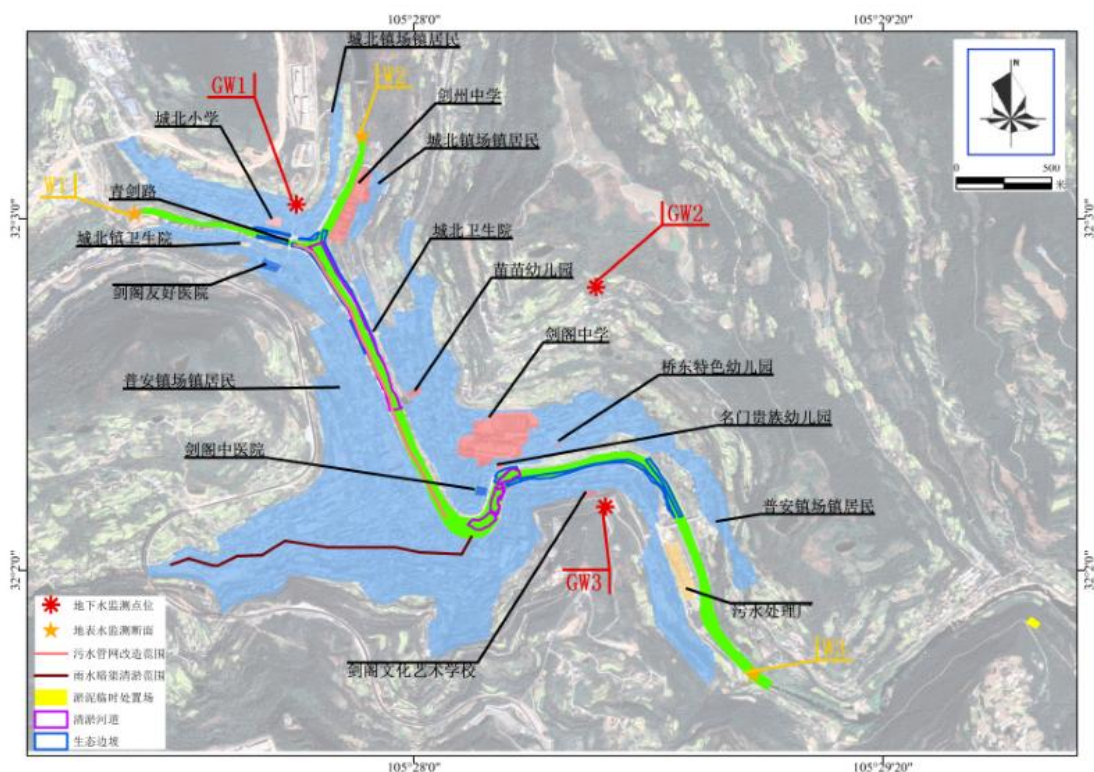 105°28'0"
105°29'20"
城北镇场镇居民
N
GW1
W2
剑州中学
城北小学
城北镇场镇居民
0 500
米
青剑路
W1
GW2
32°3'0"
32°3'0"
城北镇卫生院
城北卫生院
苗苗幼儿园
剑阁友好医院
剑阁中学
桥东特色幼儿园
普安镇场镇居民
名门贵族幼儿园
剑阁中医院
普安镇场镇居民
32°2'0"
32°2'0"
GW3
污水处理厂
地下水监测点位
地表水监测断面
W3
剑阁文化艺术学校
污水管网改造范围
雨水暗渠清淤范围
淤泥临时处置场
清淤河道
生态边坡
105°28'0"
105°29'20"